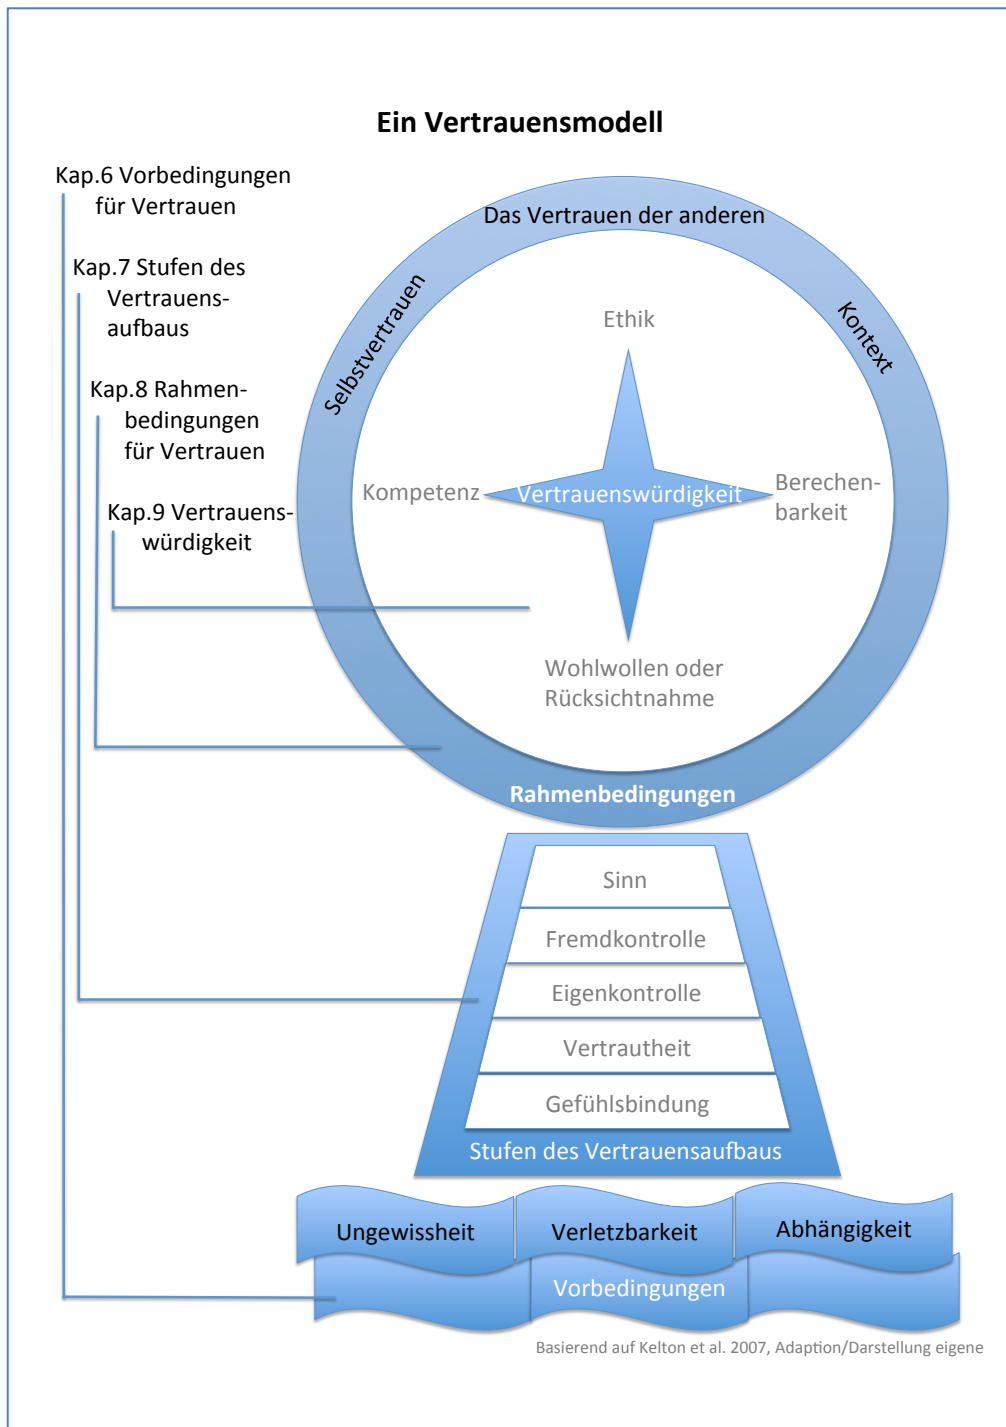 Ein Vertrauensmodell
Kap.6 Vorbedingungen
für Vertrauen
Kap.7 Stufen des
Vertrauens-
aufbaus
Kap.8 Rahmen-
bedingungen
für Vertrauen
Kap.9 Vertrauens-
würdigkeit
Das Vertrauen der anderen
Selbstvertrauen
Kontext
Ethik
Kompetenz
Vertrauenswürdigkeit
Berechen-
barkeit
Wohlwollen oder
Rücksichtnahme
Rahmenbedingungen
Sinn
Fremdkontrolle
Eigenkontrolle
Vertrautheit
Gefühlsbindung
Stufen des Vertrauensaufbaus
Ungewissheit
Verletzbarkeit
Abhängigkeit
Vorbedingungen
Basierend auf Kelton et al. 2007, Adaption/Darstellung eigene